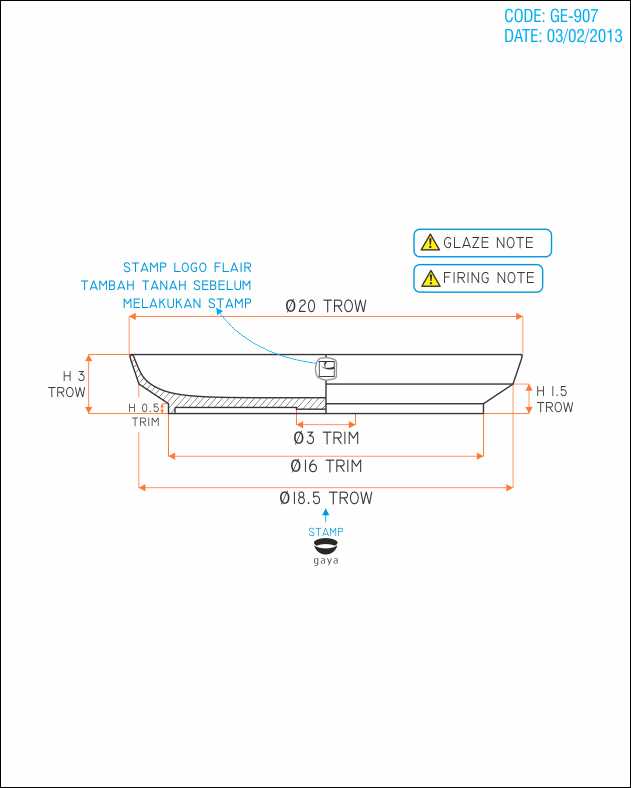 CODE: GE-907
DATE: 03/02/2013
GLAZE NOTE
FIRING NOTE
STAMP LOGO FLAIR
TAMBAH TANAH SEBELUM
MELAKUKAN STAMP
Ø20 TROW
H 3
TROW
H 1.5
TROW
H 0.5
TRIM
Ø3 TRIM
Ø16 TRIM
Ø18.5 TROW
STAMP
gaya